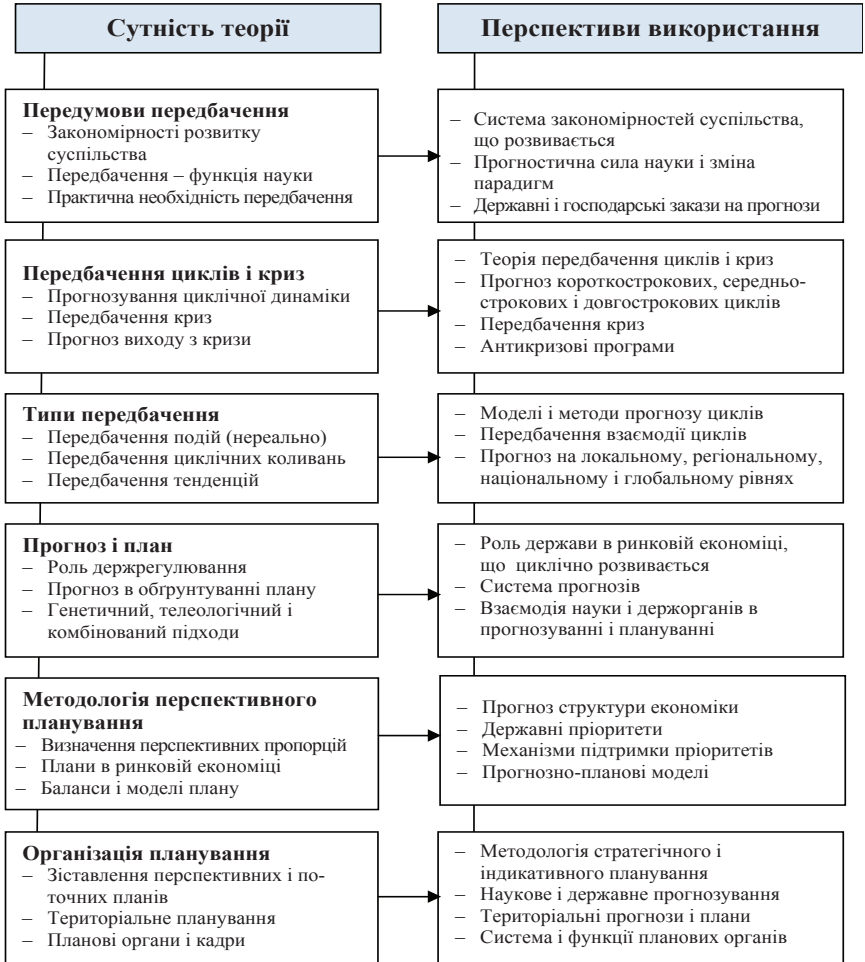 Сутність теорії
Перспективи використання
Передумови передбачення
– Закономірності розвитку
суспільства
– Передбачення – функція науки
– Практична необхідність передбачення
– Система закономірностей суспільства,
що розвивається
– Прогностична сила науки і зміна
парадигм
– Державні і господарські закази на прогнози
Передбачення циклів і криз
– Прогнозування циклічної динаміки
– Передбачення криз
– Прогноз виходу з кризи
– Теорія передбачення циклів і криз
– Прогноз короткострокових, середньо-
строкових і довгострокових циклів
– Передбачення криз
– Антикризові програми
Типи передбачення
– Передбачення подій (нереально)
– Передбачення циклічних коливань
– Передбачення тенденцій
– Моделі і методи прогнозу циклів
– Передбачення взаємодії циклів
– Прогноз на локальному, регіональному,
національному і глобальному рівнях
Прогноз і план
– Роль держрегулювання
– Прогноз в обґрунтуванні плану
– Генетичний, телеологічний і
комбінований підходи
– Роль держави в ринковій економіці,
що циклічно розвивається
– Система прогнозів
– Взаємодія науки і держорганів в
прогнозуванні і плануванні
Методологія перспективного
планування
– Визначення перспективних пропорцій
– Плани в ринковій економіці
– Баланси і моделі плану
– Прогноз структури економіки
– Державні пріоритети
– Механізми підтримки пріоритетів
– Прогнозно-планові моделі
Організація планування
– Зіставлення перспективних і по-
точних планів
– Територіальне планування
– Планові органи і кадри
– Методологія стратегічного і
індикативного планування
– Наукове і державне прогнозування
– Територіальні прогнози і плани
– Система і функції планових органів